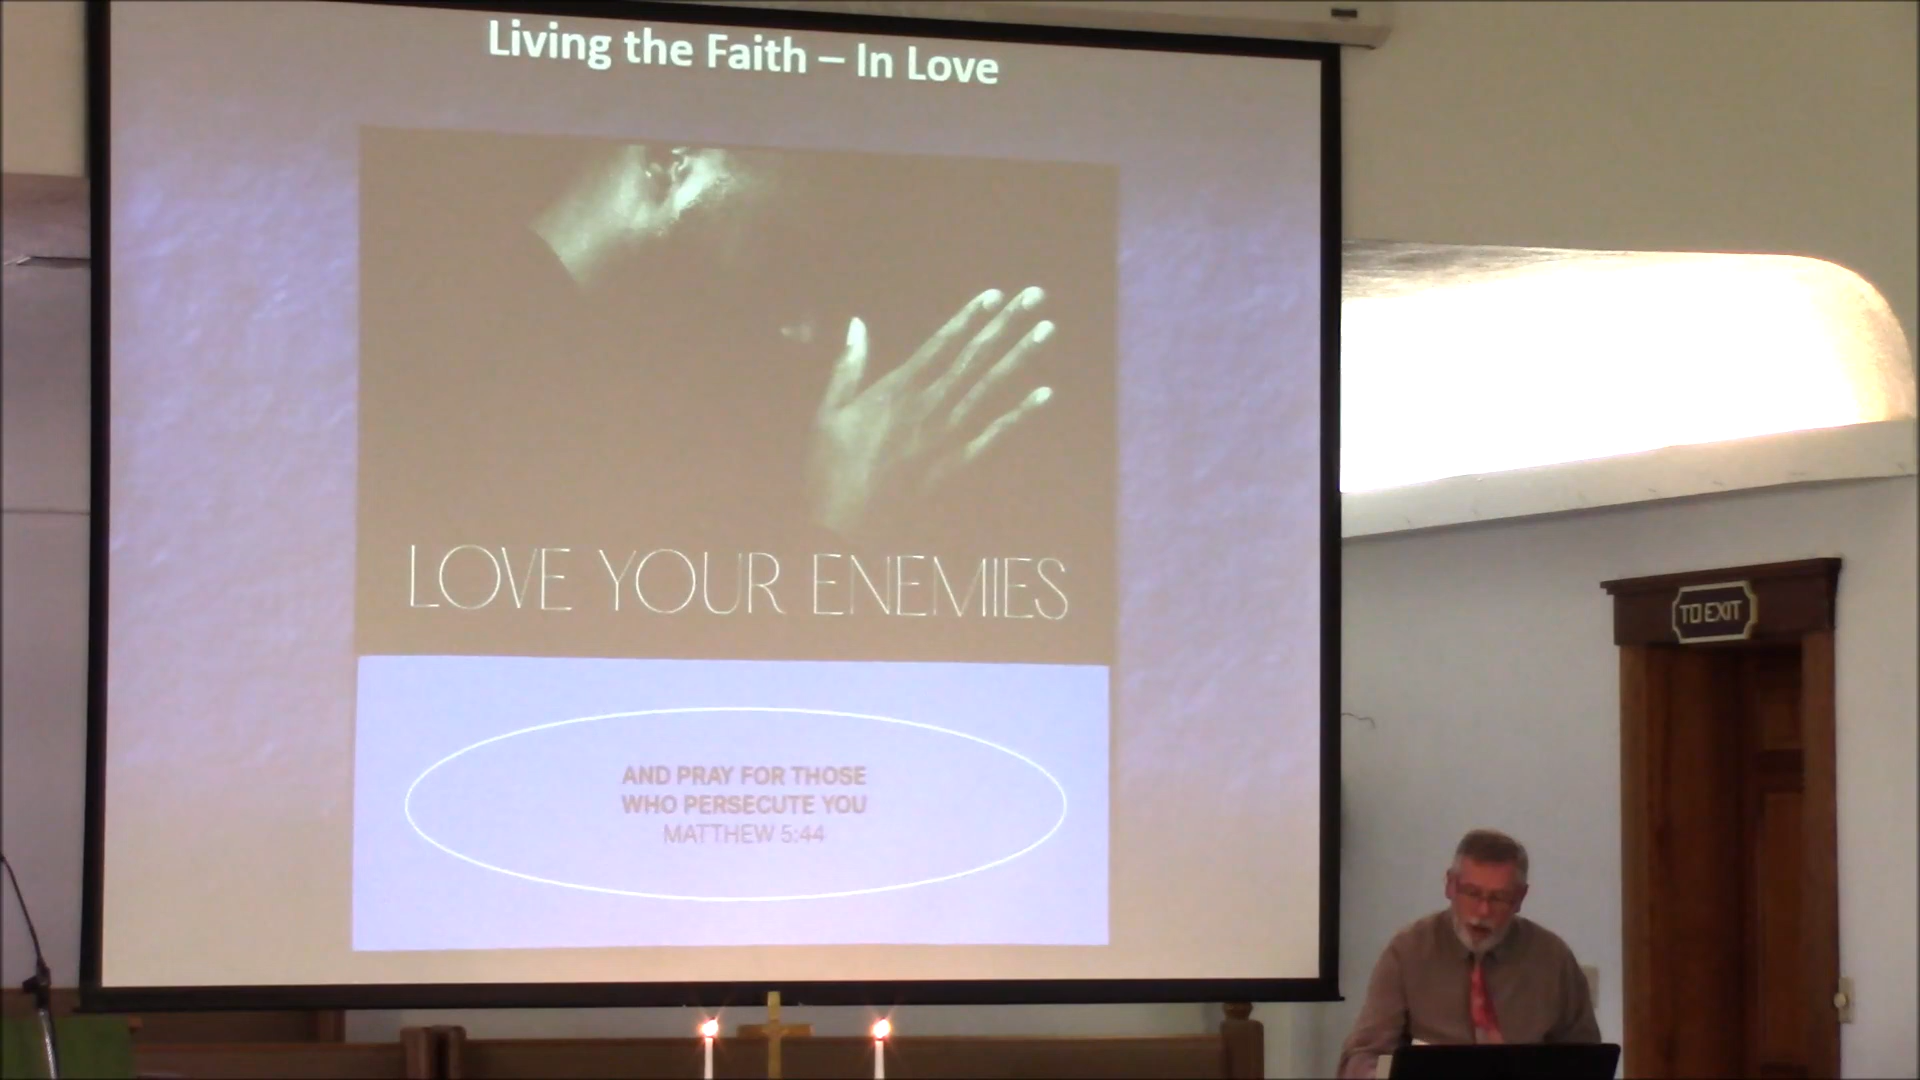 Living the Faith – In Love
LOVE YOUR ENEMIES
TO EXIT
AND PRAY FOR THOSE
WHO PERSECUTE YOU
MATTHEW 5:44